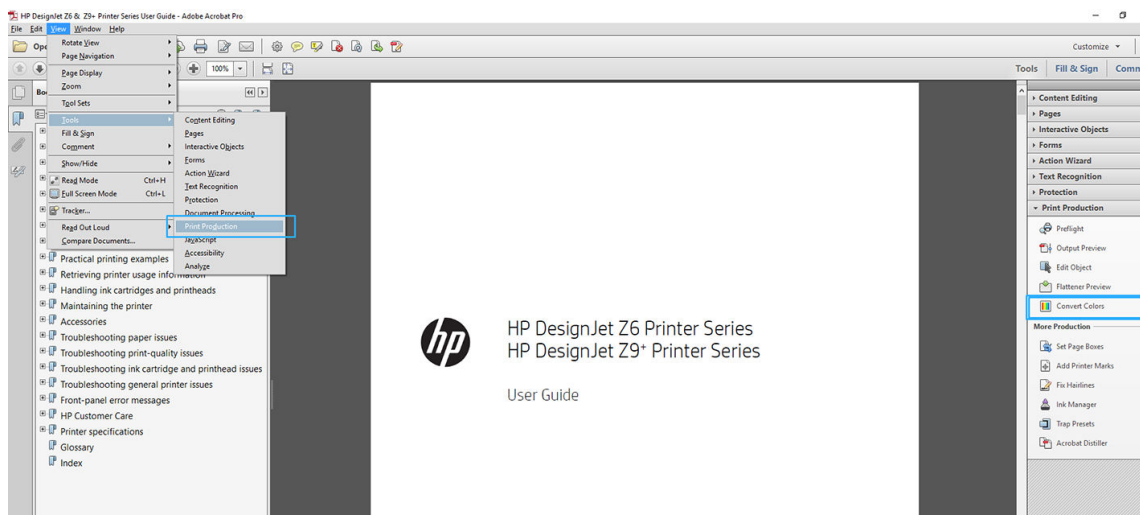 HP DesignJet Z6 & Z9+ Printer Series User Guide - Adobe Acrobat Pro
File Edit View Window Help
Ope
Customize
100%
Tools Fill & Sign Comm
Rotate View
Page Navigation
Page Display
Zoom
Tool Sets
Tools
Fill & Sign
Comment
Show/Hide
Read Mode Ctrl+H
Full Screen Mode Ctrl+L
Tracker...
Read Out Loud
Compare Documents...
Bo
Content Editing
Pages
Interactive Objects
Forms
Action Wizard
Text Recognition
Protection
Document Processing
Print Production
JavaScript
Accessibility
Analyze
Practical printing examples
Retrieving printer usage information
Handling ink cartridges and printheads
Maintaining the printer
Accessories
Troubleshooting paper issues
Troubleshooting print-quality issues
Troubleshooting ink cartridge and printhead issues
Troubleshooting general printer issues
Front-panel error messages
HP Customer Care
Printer specifications
Glossary
Index
hp
HP DesignJet Z6 Printer Series
HP DesignJet Z9+ Printer Series
User Guide
Content Editing
Pages
Interactive Objects
Forms
Action Wizard
Text Recognition
Protection
Print Production
Preflight
Output Preview
Edit Object
Flattener Preview
Convert Colors
More Production
Set Page Boxes
Add Printer Marks
Fix Hairlines
Ink Manager
Trap Presets
Acrobat Distiller